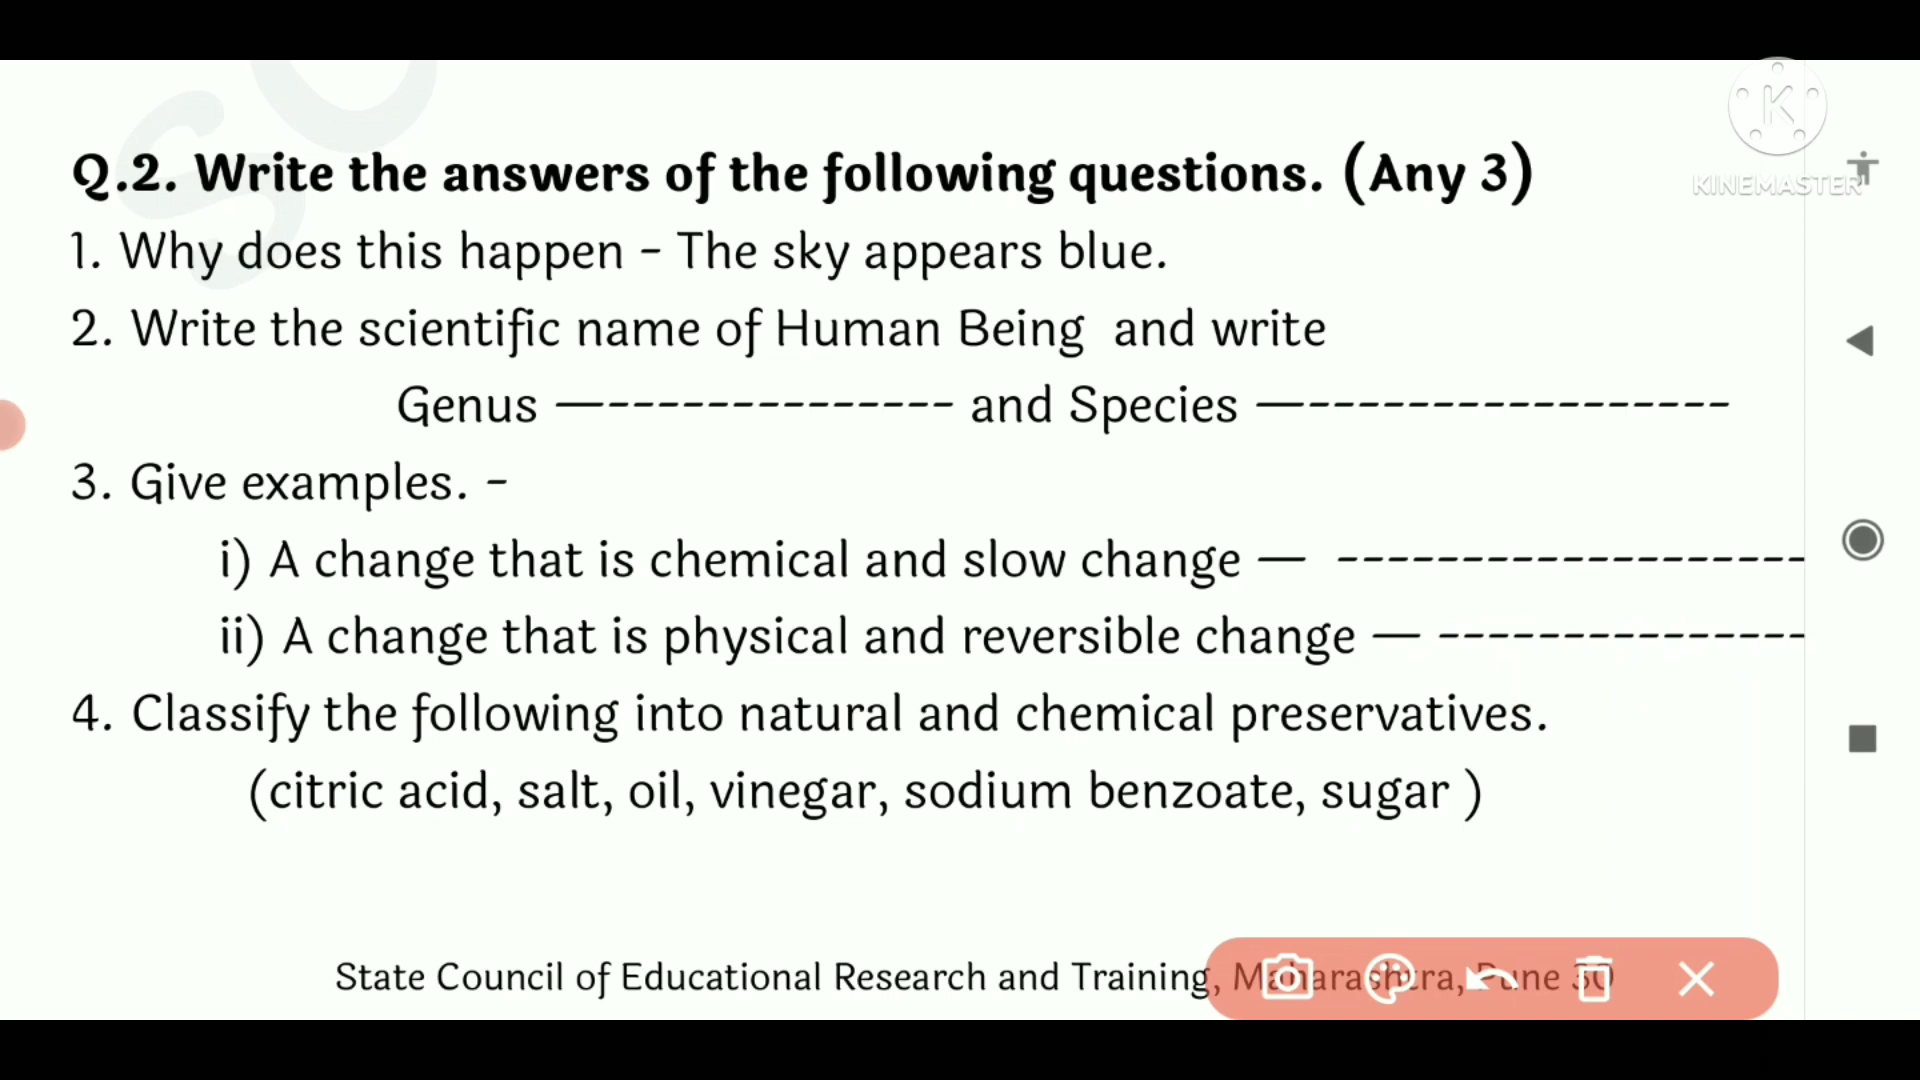 KINEMASTER
Q.2. Write the answers of the following questions. (Any 3)
1. Why does this happen - The sky appears blue.
2. Write the scientific name of Human Being and write
Genus —--------------- and Species —-----------------
3. Give examples. -
i) A change that is chemical and slow change — -------------------
ii) A change that is physical and reversible change — ---------------
4. Classify the following into natural and chemical preservatives.
(citric acid, salt, oil, vinegar, sodium benzoate, sugar )
State Council of Educational Research and Training, Maharashtra, Pune 30